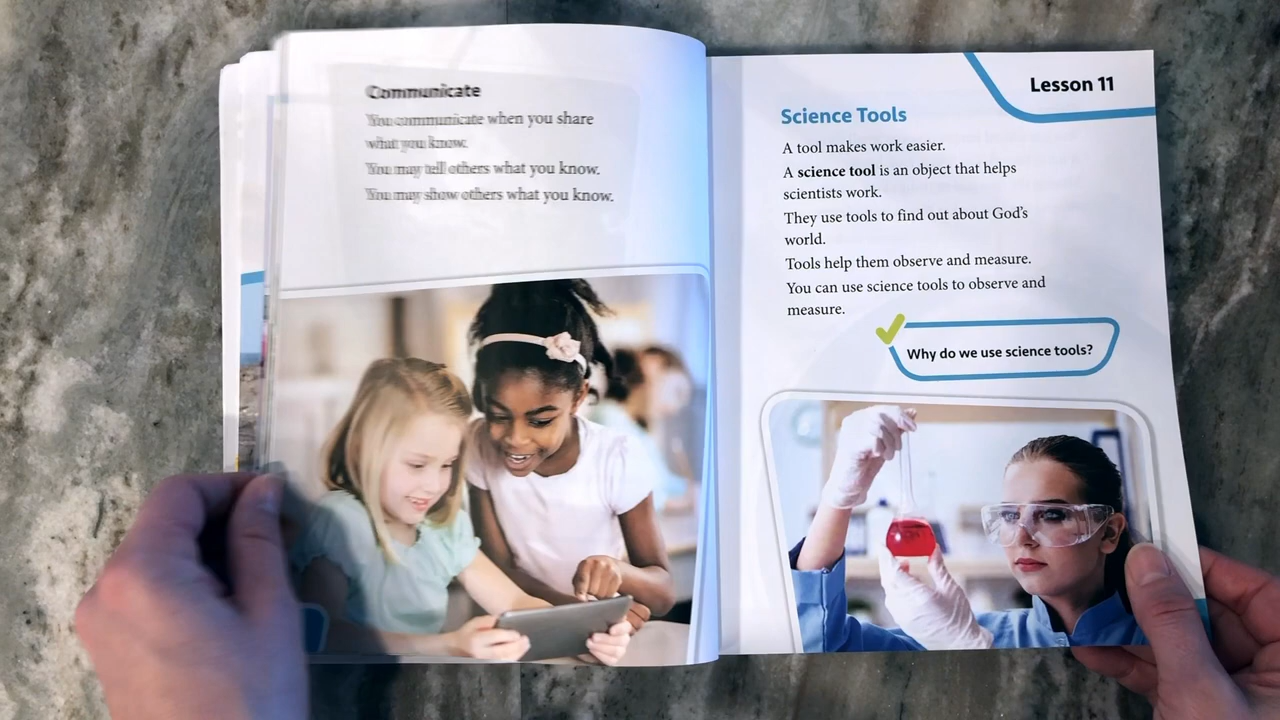 Communicate
You communicate when you share
what you know.
You may tell others what you know.
You may show others what you know.
Lesson 11
Science Tools
A tool makes work easier.
A science tool is an object that helps
scientists work.
They use tools to find out about God's
world.
Tools help them observe and measure.
You can use science tools to observe and
measure.
Why do we use science tools?